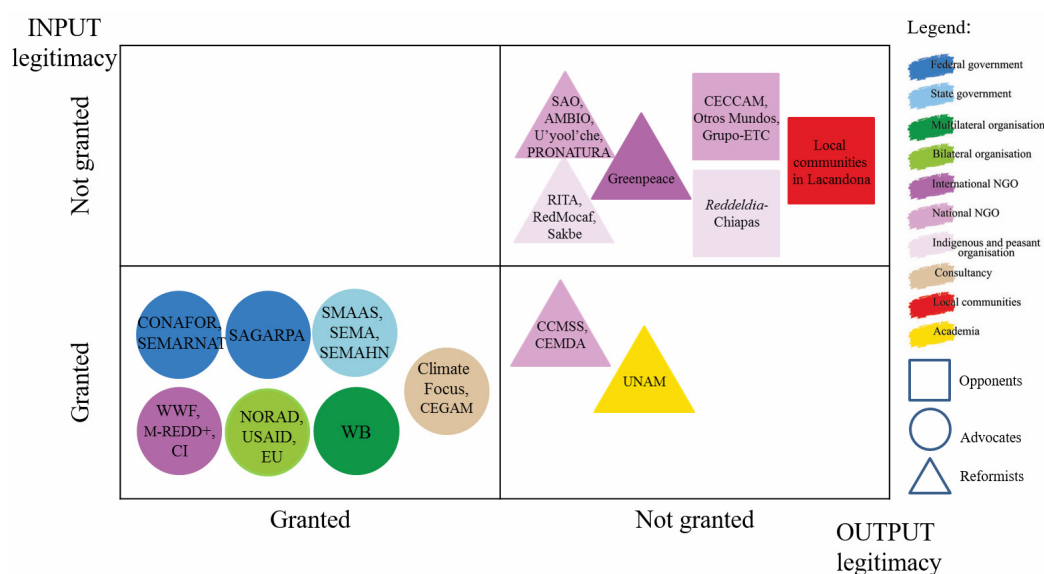 INPUT
legitimacy
Not granted
Granted
SAO,
AMBIO,
U'yool'che,
PRONATURA
RITA,
RedMocaf,
Sakbe
Greenpeace
CECCAM,
Otros Mundos,
Grupo-ETC
Reddeldia-
Chiapas
Local
communities
in Lacandona
CONAFOR,
SEMARNAT
SAGARPA
SMAAS,
SEMA,
SEMAHN
Climate
Focus,
CEGAM
WWF,
M-REDD+,
CI
NORAD,
USAID,
EU
WB
CCMSS,
CEMDA
UNAM
Granted
Not granted
OUTPUT
legitimacy
Legend:
Federal government
State government
Multilateral organisation
Bilateral organisation
International NGO
National NGO
Indigenous and peasant
organisation
Consultancy
Local communities
Academia
Opponents
Advocates
Reformists